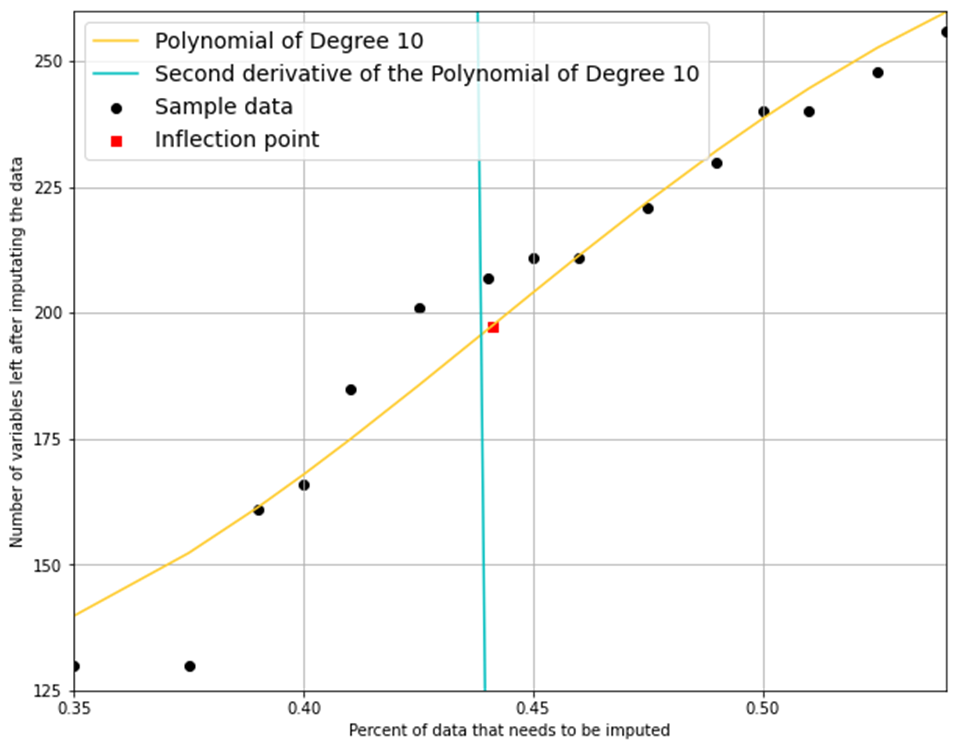 Polynomial of Degree 10
Second derivative of the Polynomial of Degree 10
Sample data
Inflection point
Number of variables left after imputating the data
250
225
200
175
150
125
0.35 0.40 0.45 0.50
Percent of data that needs to be imputed